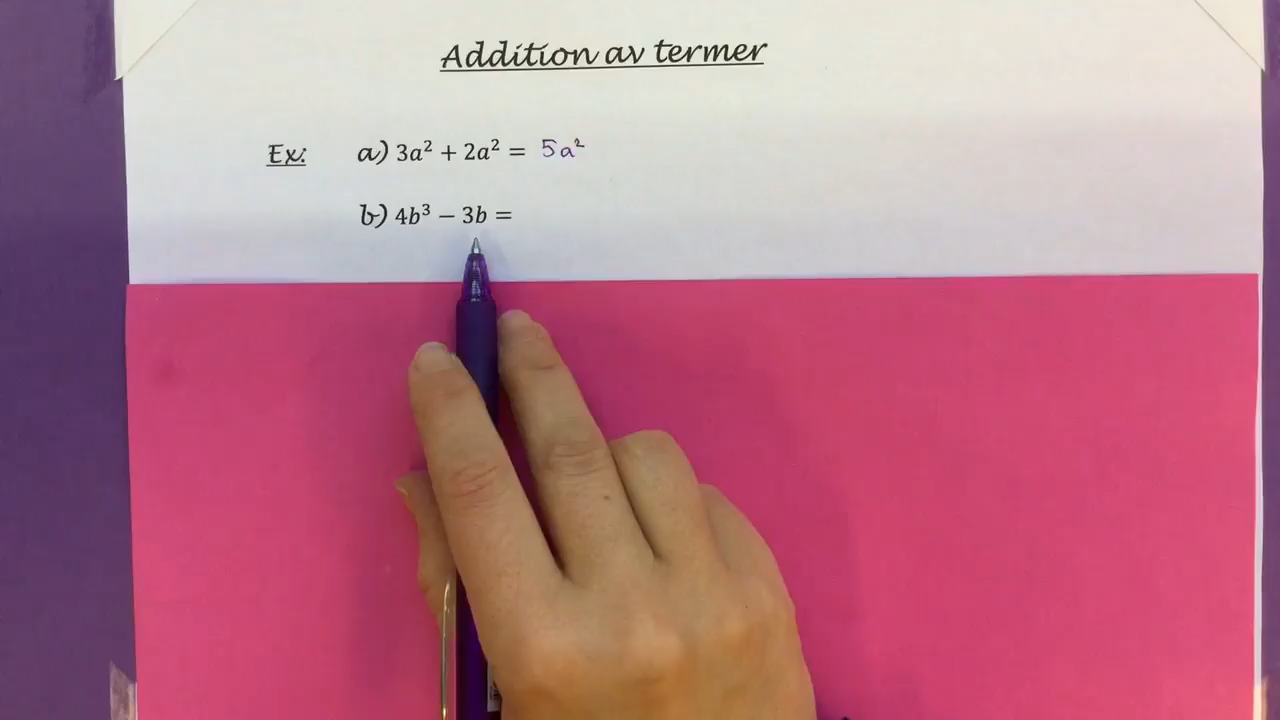 Addition av termer
Ex: a) 3a² + 2a² = 5a²
b) 4b³ − 3b =